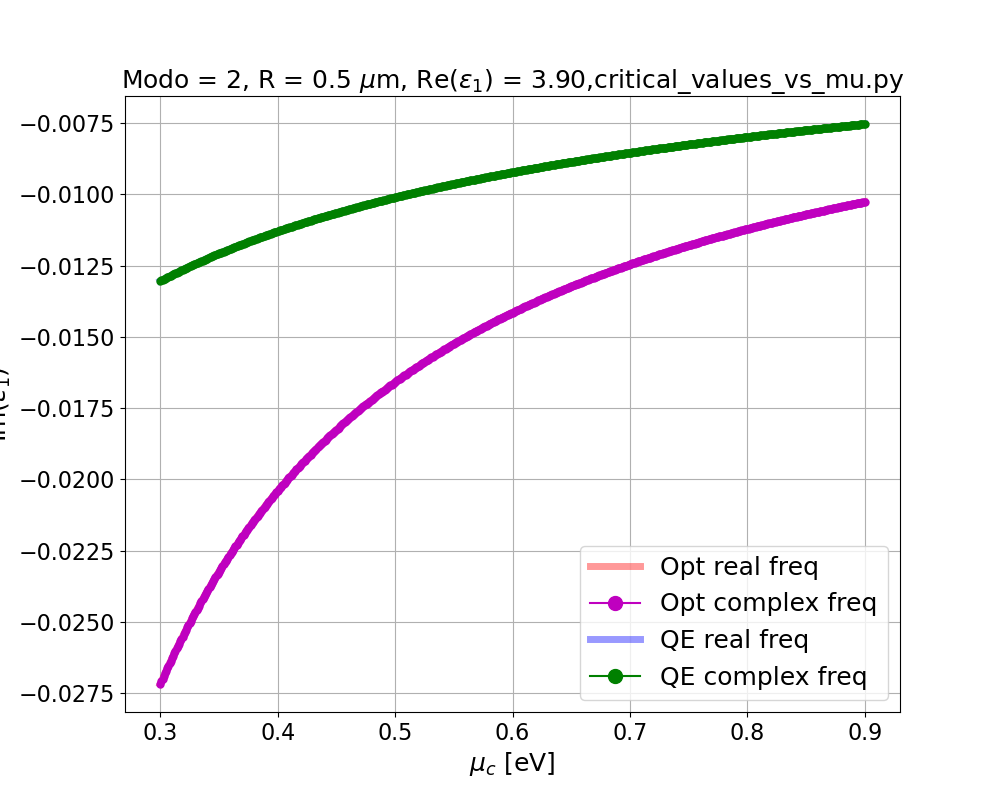 Modo = 2, R = 0.5 μm, Re(ε₁) = 3.90,critical_values_vs_mu.py
−0.0075
−0.0100
−0.0125
−0.0150
−0.0175
−0.0200
−0.0225
−0.0250
−0.0275
Opt real freq
Opt complex freq
QE real freq
QE complex freq
0.3 0.4 0.5 0.6 0.7 0.8 0.9
μ_c [eV]